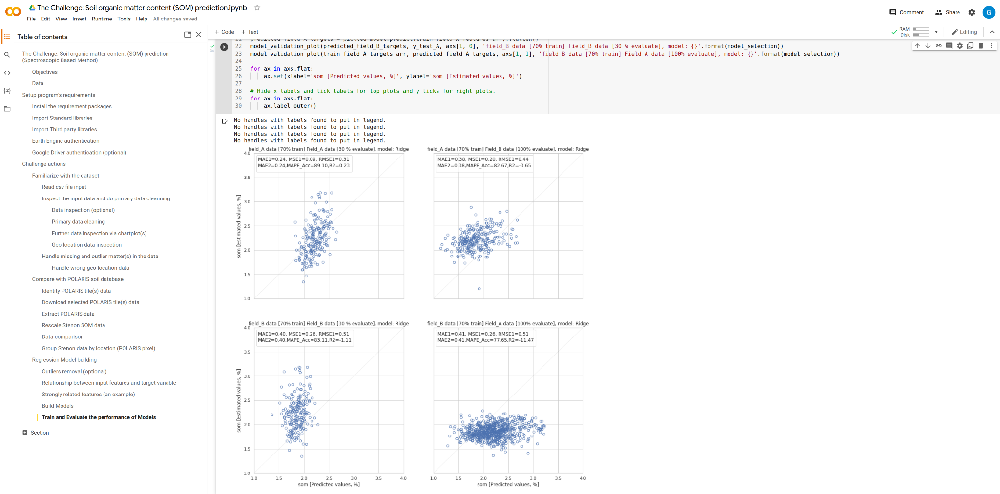 The Challenge: Soil organic matter content (SOM) prediction.ipynb
File Edit View Insert Runtime Tools Help All changes saved
Comment Share G
Table of contents
The Challenge: Soil organic matter content (SOM) prediction
(Spectroscopic Based Method)
Objectives
Data
Setup program's requirements
Install the requirement packages
Import Standard libraries
Import Third party libraries
Earth Engine authentication
Google Driver authentication (optional)
Challenge actions
Familiarize with the dataset
Read csv file input
Inspect the input data and do primary data cleanning
Data inspection (optional)
Primary data cleaning
Further data inspection via chartplot(s)
Geo-location data inspection
Handle missing and outlier matter(s) in the data
Handle wrong geo-location data
Compare with POLARIS soil database
Identity POLARIS tile(s) data
Download selected POLARIS tile(s) data
Extract POLARIS data
Rescale Stenon SOM data
Data comparison
Group Stenon data by location (POLARIS pixel)
Regression Model building
Outliers removal (optional)
Relationship between input features and target variable
Strongly related features (an example)
Build Models
Train and Evaluate the performance of Models
Section
+ Code + Text
RAM
Disk
Editing
21 predicted_field_A_targets = pickled_model.predict(train_field_A_features_arr).flatten()
22 model_validation_plot(predicted_field_B_targets, y_test_A, axs[1, 0], 'field_B data [70% train] Field_B data [30 % evaluate], model: {}'.format(model_selection))
23 model_validation_plot(train_field_A_targets_arr, predicted_field_A_targets, axs[1, 1], 'field_B data [70% train] Field_A data [100% evaluate], model: {}'.format(model_selection))
24
25 for ax in axs.flat:
26 ax.set(xlabel='som [Predicted values, %]', ylabel='som [Estimated values, %]')
27
28 # Hide x labels and tick labels for top plots and y ticks for right plots.
29 for ax in axs.flat:
30 ax.label_outer()
3s
No handles with labels found to put in legend.
No handles with labels found to put in legend.
No handles with labels found to put in legend.
No handles with labels found to put in legend.
field_A data [70% train] Field_A data [30 % evaluate], model: Ridge
MAE1=0.24, MSE1=0.09, RMSE1=0.31
MAE2=0.24,MAPE_Acc=89.10,R2=0.23
4.0
3.5
3.0
2.5
2.0
1.5
1.0
som [Estimated values, %]
field_A data [70% train] Field_B data [100% evaluate], model: Ridge
MAE1=0.38, MSE1=0.20, RMSE1=0.44
MAE2=0.38,MAPE_Acc=82.67,R2=-3.65
field_B data [70% train] Field_B data [30 % evaluate], model: Ridge
MAE1=0.40, MSE1=0.26, RMSE1=0.51
MAE2=0.40,MAPE_Acc=83.11,R2=-1.11
4.0
3.5
3.0
2.5
2.0
1.5
1.0
som [Estimated values, %]
1.0 1.5 2.0 2.5 3.0 3.5 4.0
som [Predicted values, %]
field_B data [70% train] Field_A data [100% evaluate], model: Ridge
MAE1=0.41, MSE1=0.26, RMSE1=0.51
MAE2=0.41,MAPE_Acc=77.65,R2=-11.47
1.0 1.5 2.0 2.5 3.0 3.5 4.0
som [Predicted values, %]